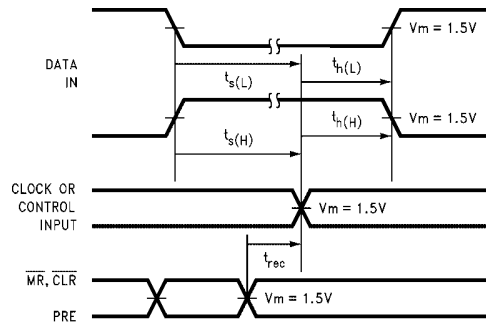 Vm = 1.5V
DATA
IN
ts(L)
th(L)
ts(H)
th(H)
Vm = 1.5V
CLOCK OR
CONTROL
INPUT
Vm = 1.5V
trec
MR, CLR
PRE
Vm = 1.5V